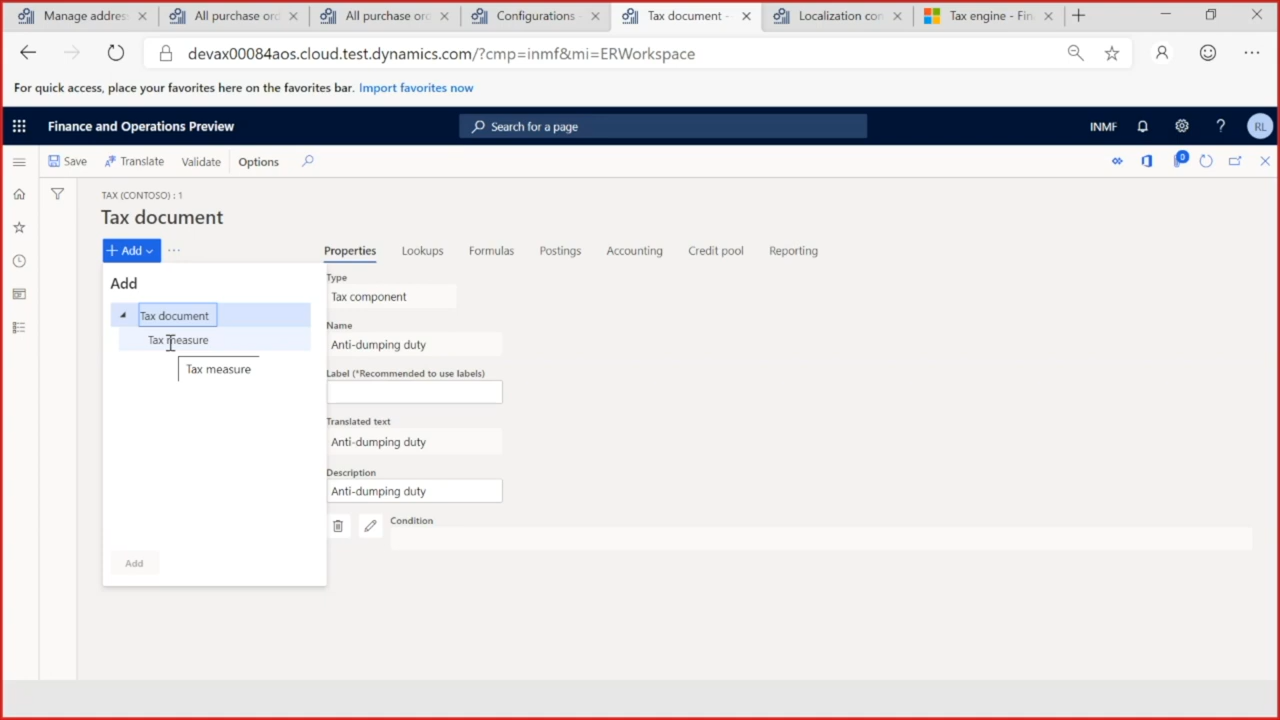 Manage addres
All purchase ord
All purchase ord
Configurations -
Tax document --
Localization con
Tax engine - Fin
devax00084aos.cloud.test.dynamics.com/?cmp=inmf&mi=ERWorkspace
For quick access, place your favorites here on the favorites bar. Import favorites now
Finance and Operations Preview
Search for a page
INMF
?
RL
Save
Translate
Validate
Options
0
TAX (CONTOSO) : 1
Tax document
+ Add
...
Properties
Lookups
Formulas
Postings
Accounting
Credit pool
Reporting
Add
Tax document
Tax measure
Tax measure
Add
Type
Tax component
Name
Anti-dumping duty
Label (*Recommended to use labels)
Translated text
Anti-dumping duty
Description
Anti-dumping duty
Condition